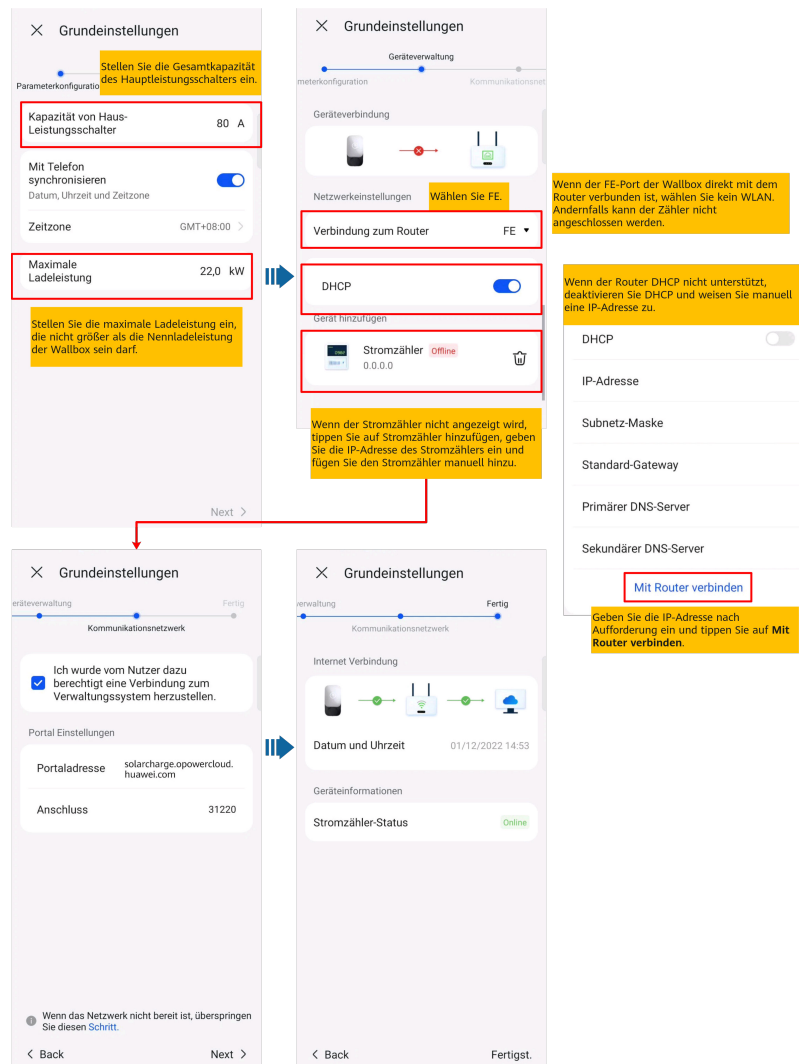 Grundeinstellungen
Stellen Sie die Gesamtkapazität
des Hauptleistungsschalters ein.
Parameterkonfiguratio
Kapazität von Haus-
Leistungsschalter
80 A
Mit Telefon
synchronisieren
Datum, Uhrzeit und Zeitzone
Zeitzone
GMT+08:00 >
Maximale
Ladeleistung
22,0 kW
Stellen Sie die maximale Ladeleistung ein,
die nicht größer als die Nennladeleistung
der Wallbox sein darf.
Next >
Grundeinstellungen
Geräteverwaltung
meterkonfiguration
Kommunikationsnet
Geräteverbindung
Netzwerkeinstellungen
Wählen Sie FE.
Verbindung zum Router
FE
DHCP
Gerät hinzufügen
Stromzähler Offline
0.0.0.0
Wenn der Stromzähler nicht angezeigt wird,
tippen Sie auf Stromzähler hinzufügen, geben
Sie die IP-Adresse des Stromzählers ein und
fügen Sie den Stromzähler manuell hinzu.
Wenn der FE-Port der Wallbox direkt mit dem
Router verbunden ist, wählen Sie kein WLAN.
Andernfalls kann der Zähler nicht
angeschlossen werden.
Wenn der Router DHCP nicht unterstützt,
deaktivieren Sie DHCP und weisen Sie manuell
eine IP-Adresse zu.
DHCP
IP-Adresse
Subnetz-Maske
Standard-Gateway
Primärer DNS-Server
Sekundärer DNS-Server
Mit Router verbinden
Geben Sie die IP-Adresse nach
Aufforderung ein und tippen Sie auf Mit
Router verbinden.
Grundeinstellungen
eräteverwaltung
Fertig
Kommunikationsnetzwerk
Ich wurde vom Nutzer dazu
berechtigt eine Verbindung zum
Verwaltungssystem herzustellen.
Portal Einstellungen
Portaladresse
solarcharge.opowercloud.
huawei.com
Anschluss
31220
Wenn das Netzwerk nicht bereit ist, überspringen
Sie diesen Schritt.
< Back
Next >
Grundeinstellungen
verwaltung
Fertig
Kommunikationsnetzwerk
Internet Verbindung
Datum und Uhrzeit
01/12/2022 14:53
Geräteinformationen
Stromzähler-Status
Online
< Back
Fertigst.